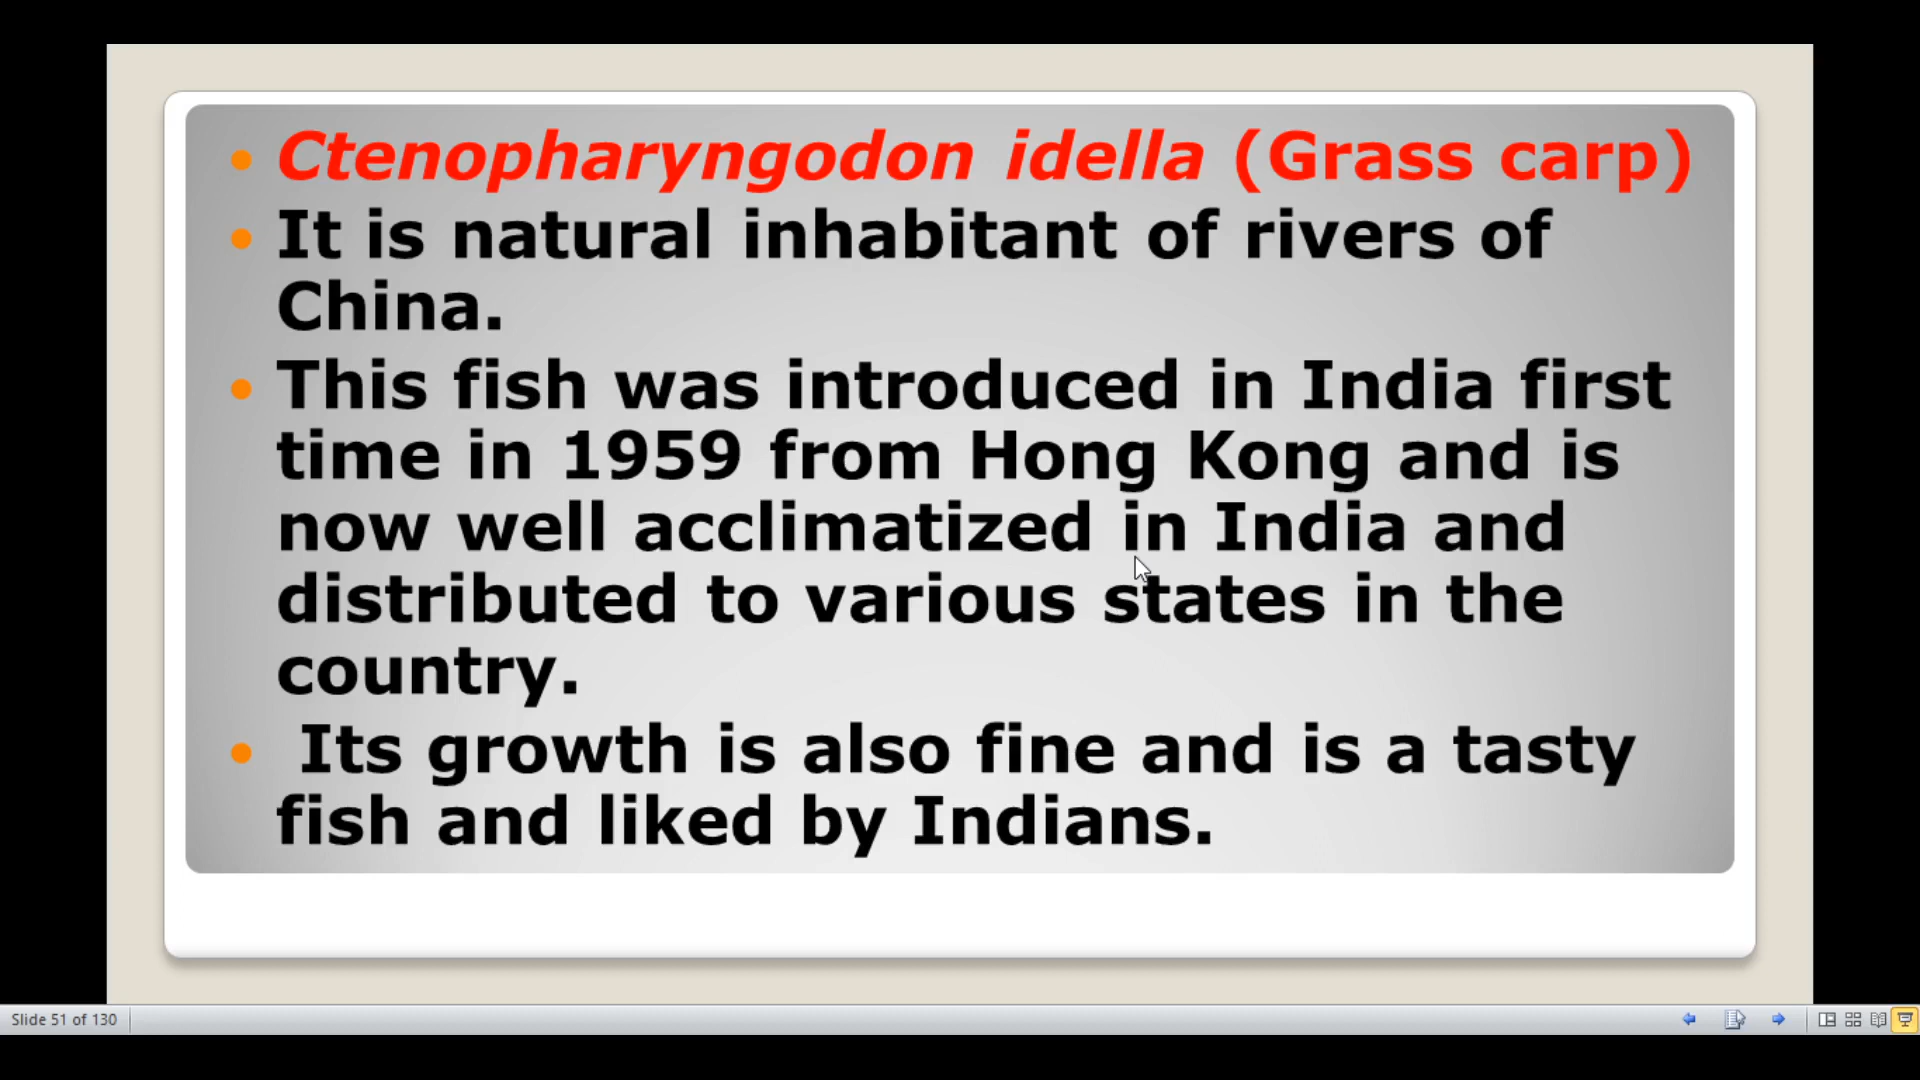 Ctenopharyngodon idella (Grass carp)
It is natural inhabitant of rivers of
China.
This fish was introduced in India first
time in 1959 from Hong Kong and is
now well acclimatized in India and
distributed to various states in the
country.
Its growth is also fine and is a tasty
fish and liked by Indians.
Slide 51 of 130